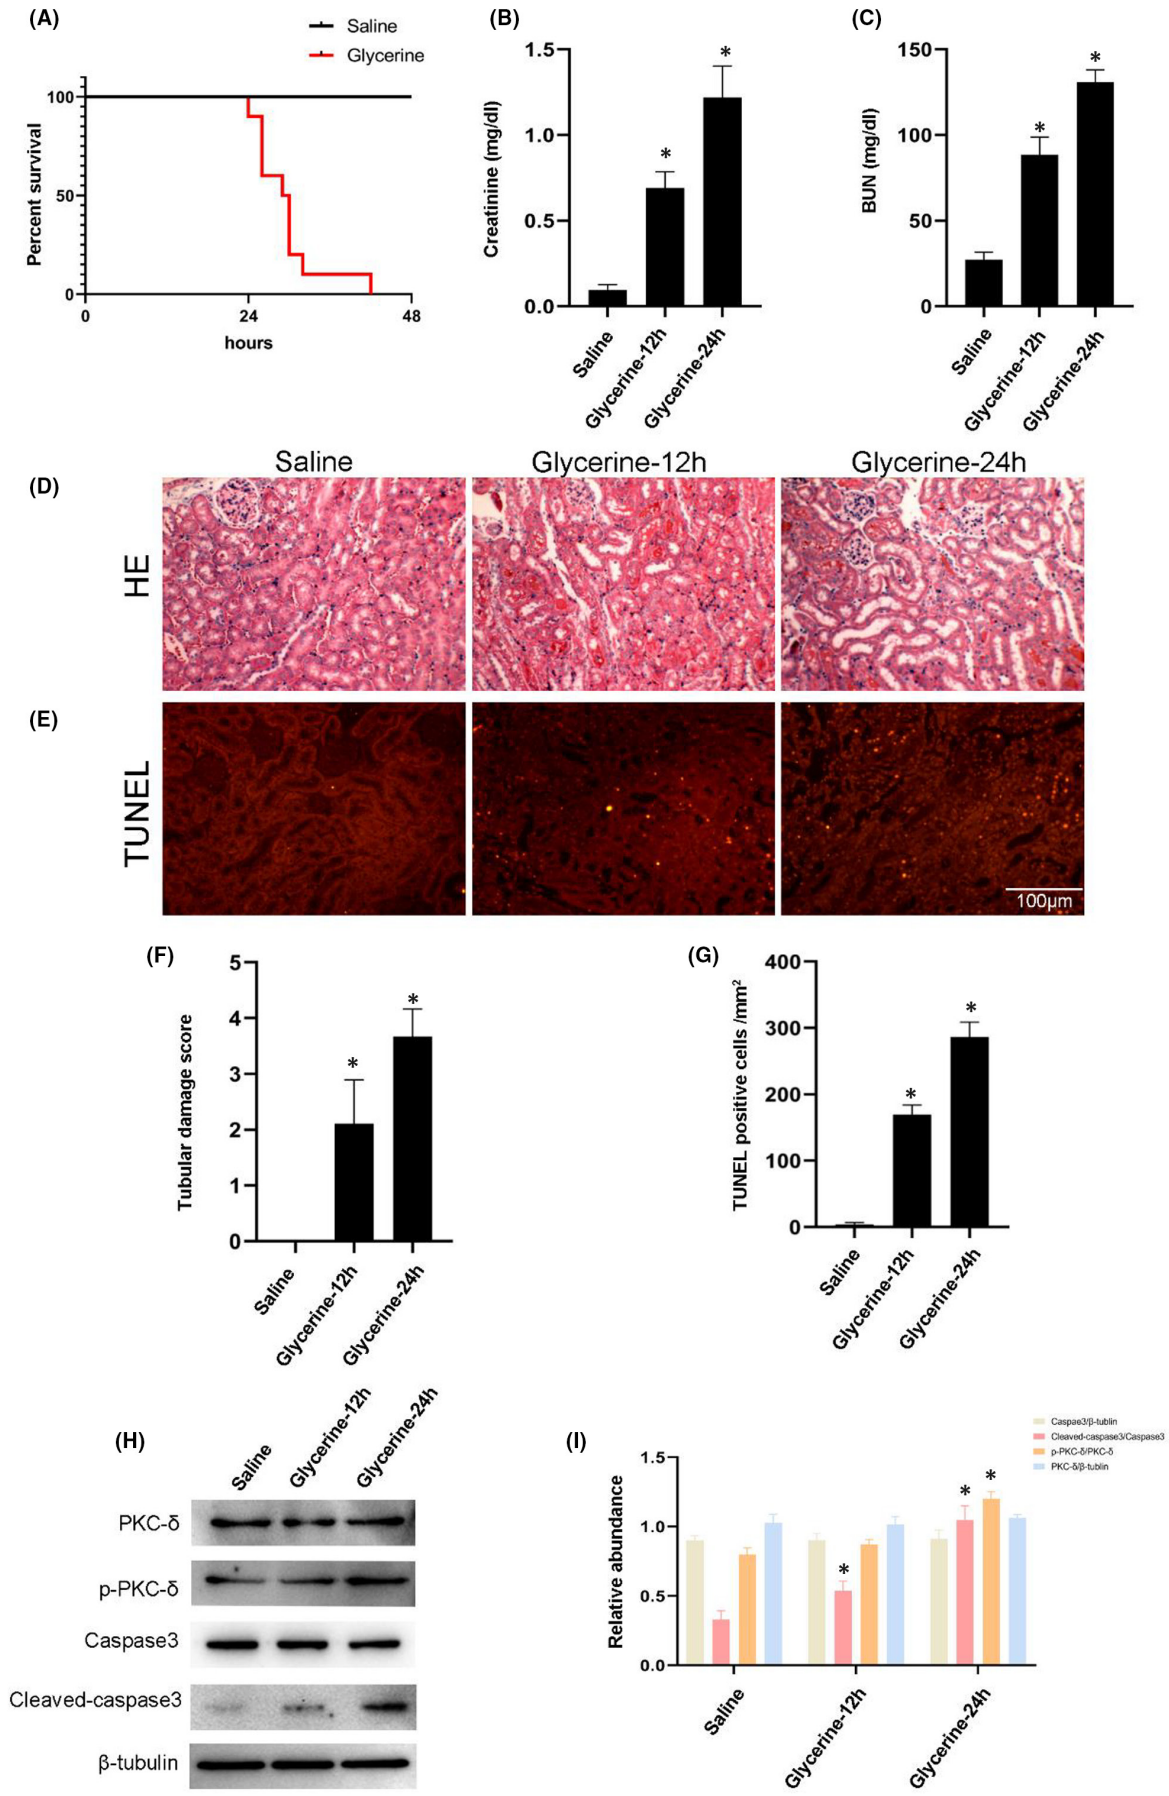 (A)
Saline
Glycerine
100
50
0
Percent survival
0 24 48
hours
(B)
1.5
1.0
0.5
0.0
Creatinine (mg/dl)
Saline
Glycerine-12h
Glycerine-24h
*
*
(C)
150
100
50
0
BUN (mg/dl)
Saline
Glycerine-12h
Glycerine-24h
*
*
Saline Glycerine-12h Glycerine-24h
(D)
HE
(E)
TUNEL
100μm
(F)
5
4
3
2
1
0
Tubular damage score
Saline
Glycerine-12h
Glycerine-24h
*
*
(G)
400
300
200
100
0
TUNEL positive cells /mm²
Saline
Glycerine-12h
Glycerine-24h
*
*
(H)
Saline
Glycerine-12h
Glycerine-24h
PKC-δ
p-PKC-δ
Caspase3
Cleaved-caspase3
β-tubulin
(I)
Caspae3/β-tublin
Cleaved-caspase3/Caspase3
p-PKC-δ/PKC-δ
PKC-δ/β-tublin
1.5
1.0
0.5
0.0
Relative abundance
*
*
*
Saline
Glycerine-12h
Glycerine-24h